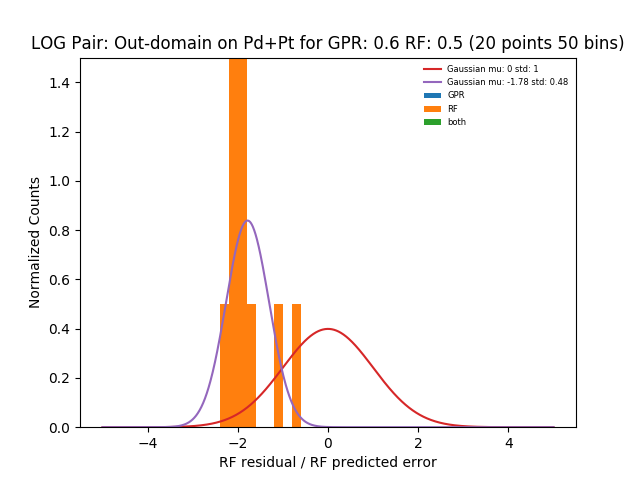 LOG Pair: Out-domain on Pd+Pt for GPR: 0.6 RF: 0.5 (20 points 50 bins)
Gaussian mu: 0 std: 1
Gaussian mu: -1.78 std: 0.48
GPR
RF
both
Normalized Counts
1.4
1.2
1.0
0.8
0.6
0.4
0.2
0.0
−4 −2 0 2 4
RF residual / RF predicted error